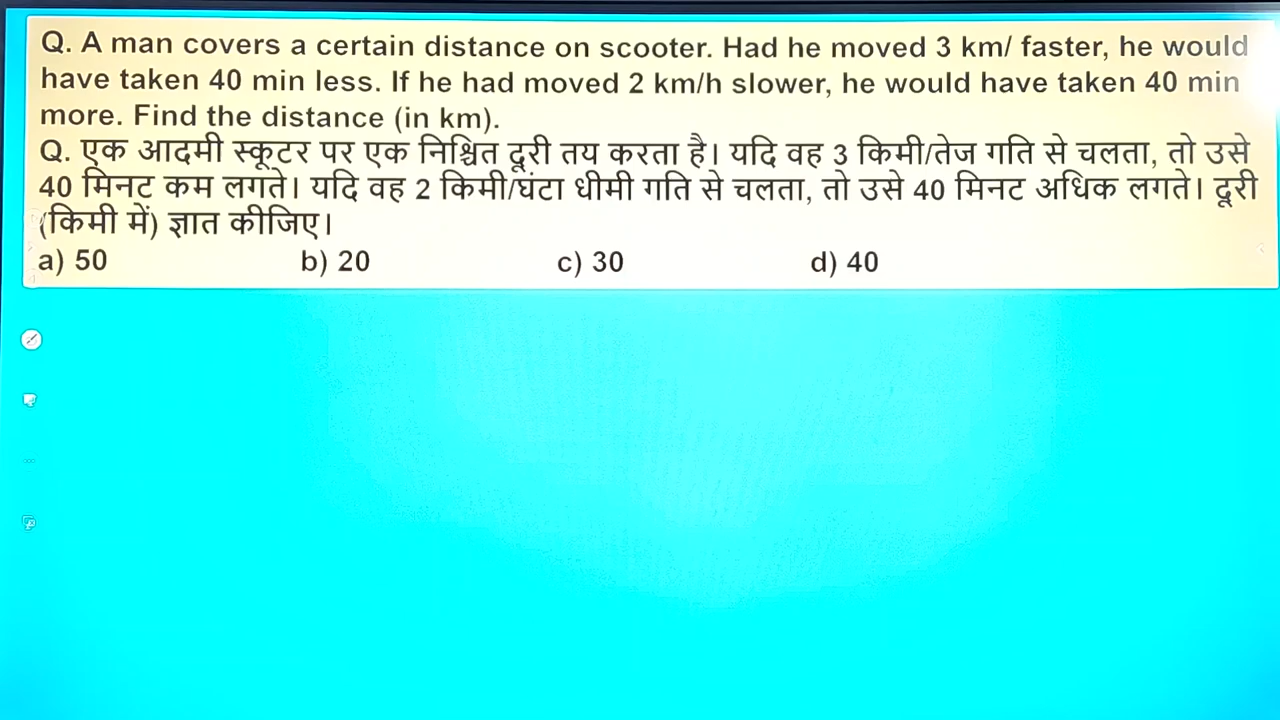 Q. A man covers a certain distance on scooter. Had he moved 3 km/ faster, he would
have taken 40 min less. If he had moved 2 km/h slower, he would have taken 40 min
more. Find the distance (in km).
Q. एक आदमी स्कूटर पर एक निश्चित दूरी तय करता है। यदि वह 3 किमी/तेज गति से चलता, तो उसे
40 मिनट कम लगते। यदि वह 2 किमी/घंटा धीमी गति से चलता, तो उसे 40 मिनट अधिक लगते। दूरी
(किमी में) ज्ञात कीजिए।
a) 50 b) 20 c) 30 d) 40